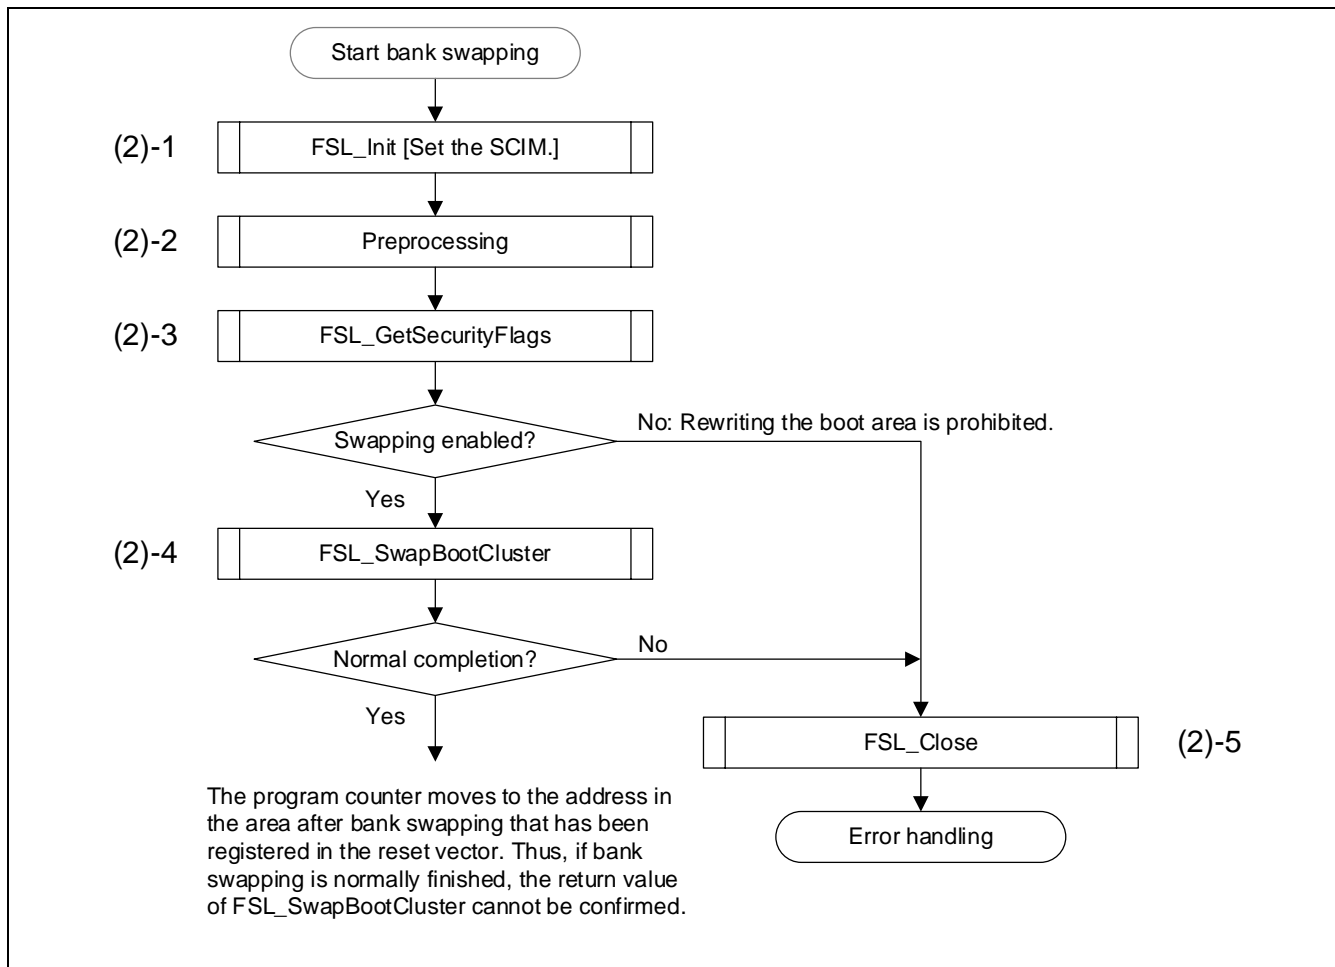 Start bank swapping
(2)-1
FSL_Init [Set the SCIM.]
(2)-2
Preprocessing
(2)-3
FSL_GetSecurityFlags
Swapping enabled?
No: Rewriting the boot area is prohibited.
Yes
(2)-4
FSL_SwapBootCluster
Normal completion?
No
Yes
FSL_Close
(2)-5
The program counter moves to the address in
the area after bank swapping that has been
registered in the reset vector. Thus, if bank
swapping is normally finished, the return value
of FSL_SwapBootCluster cannot be confirmed.
Error handling